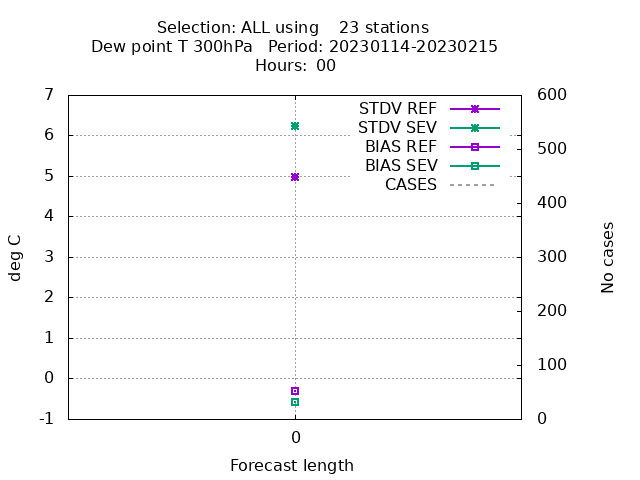 Selection: ALL using    23 stations
Dew point T 300hPa   Period: 20230114-20230215
Hours:  00
7
6
5
4
3
2
1
0
-1
600
500
400
300
200
100
0
deg C
No cases
STDV REF
STDV SEV
BIAS REF
BIAS SEV
CASES
0
Forecast length